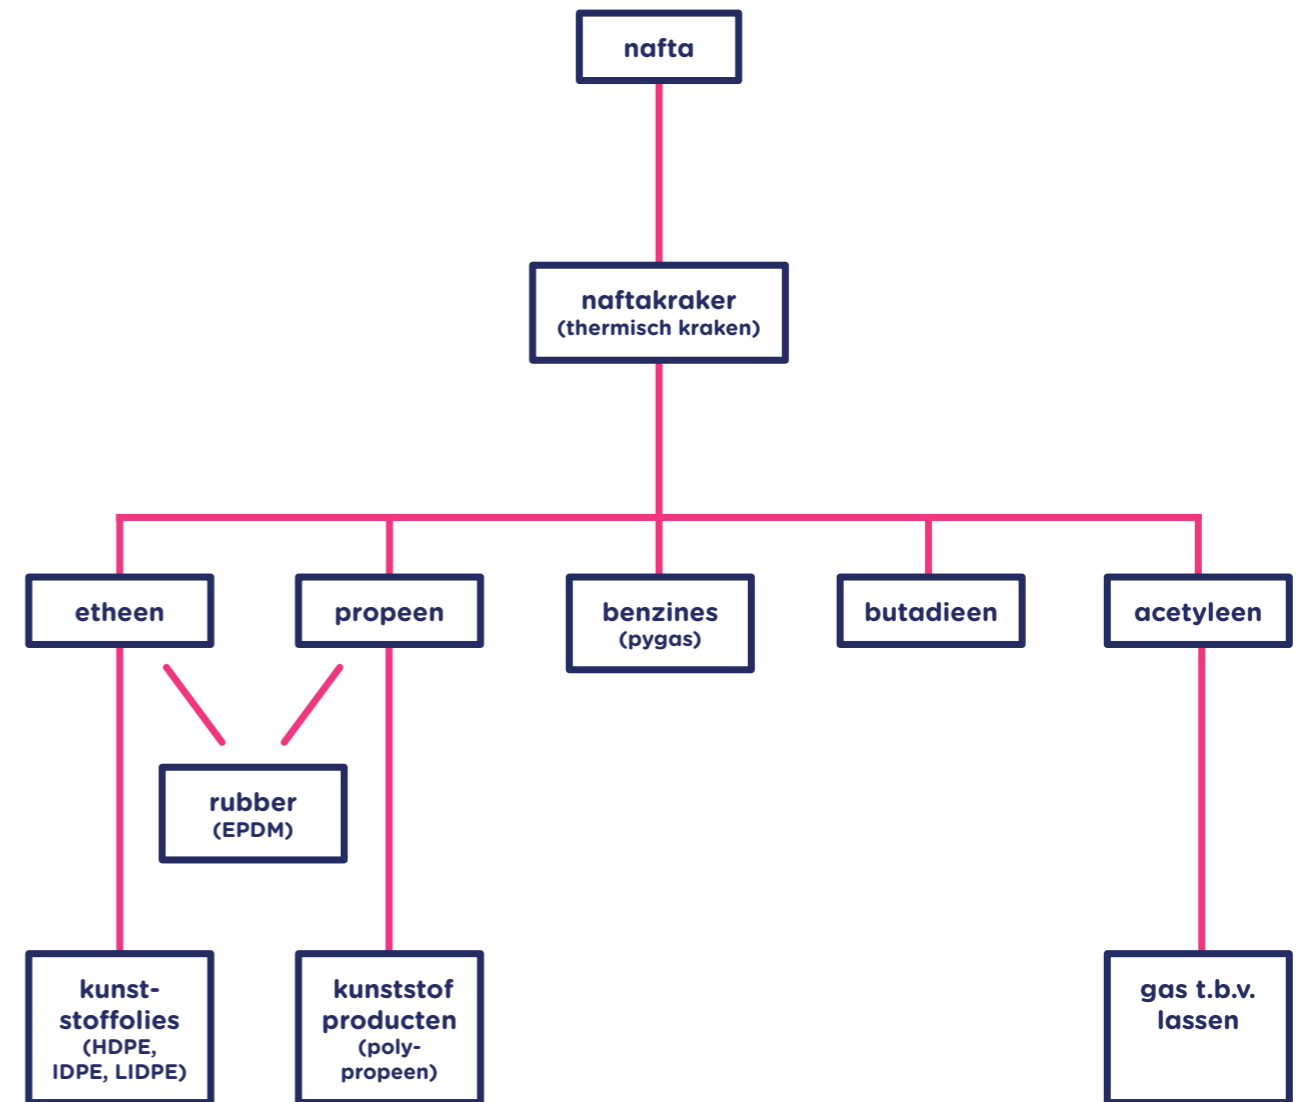 nafta
naftakraker
(thermisch kraken)
etheen
propeen
benzines
(pygas)
butadieen
acetyleen
rubber
(EPDM)
kunst-
stoffolies
(HDPE,
IDPE, LIDPE)
kunststof
producten
(poly-
propeen)
gas t.b.v.
lassen